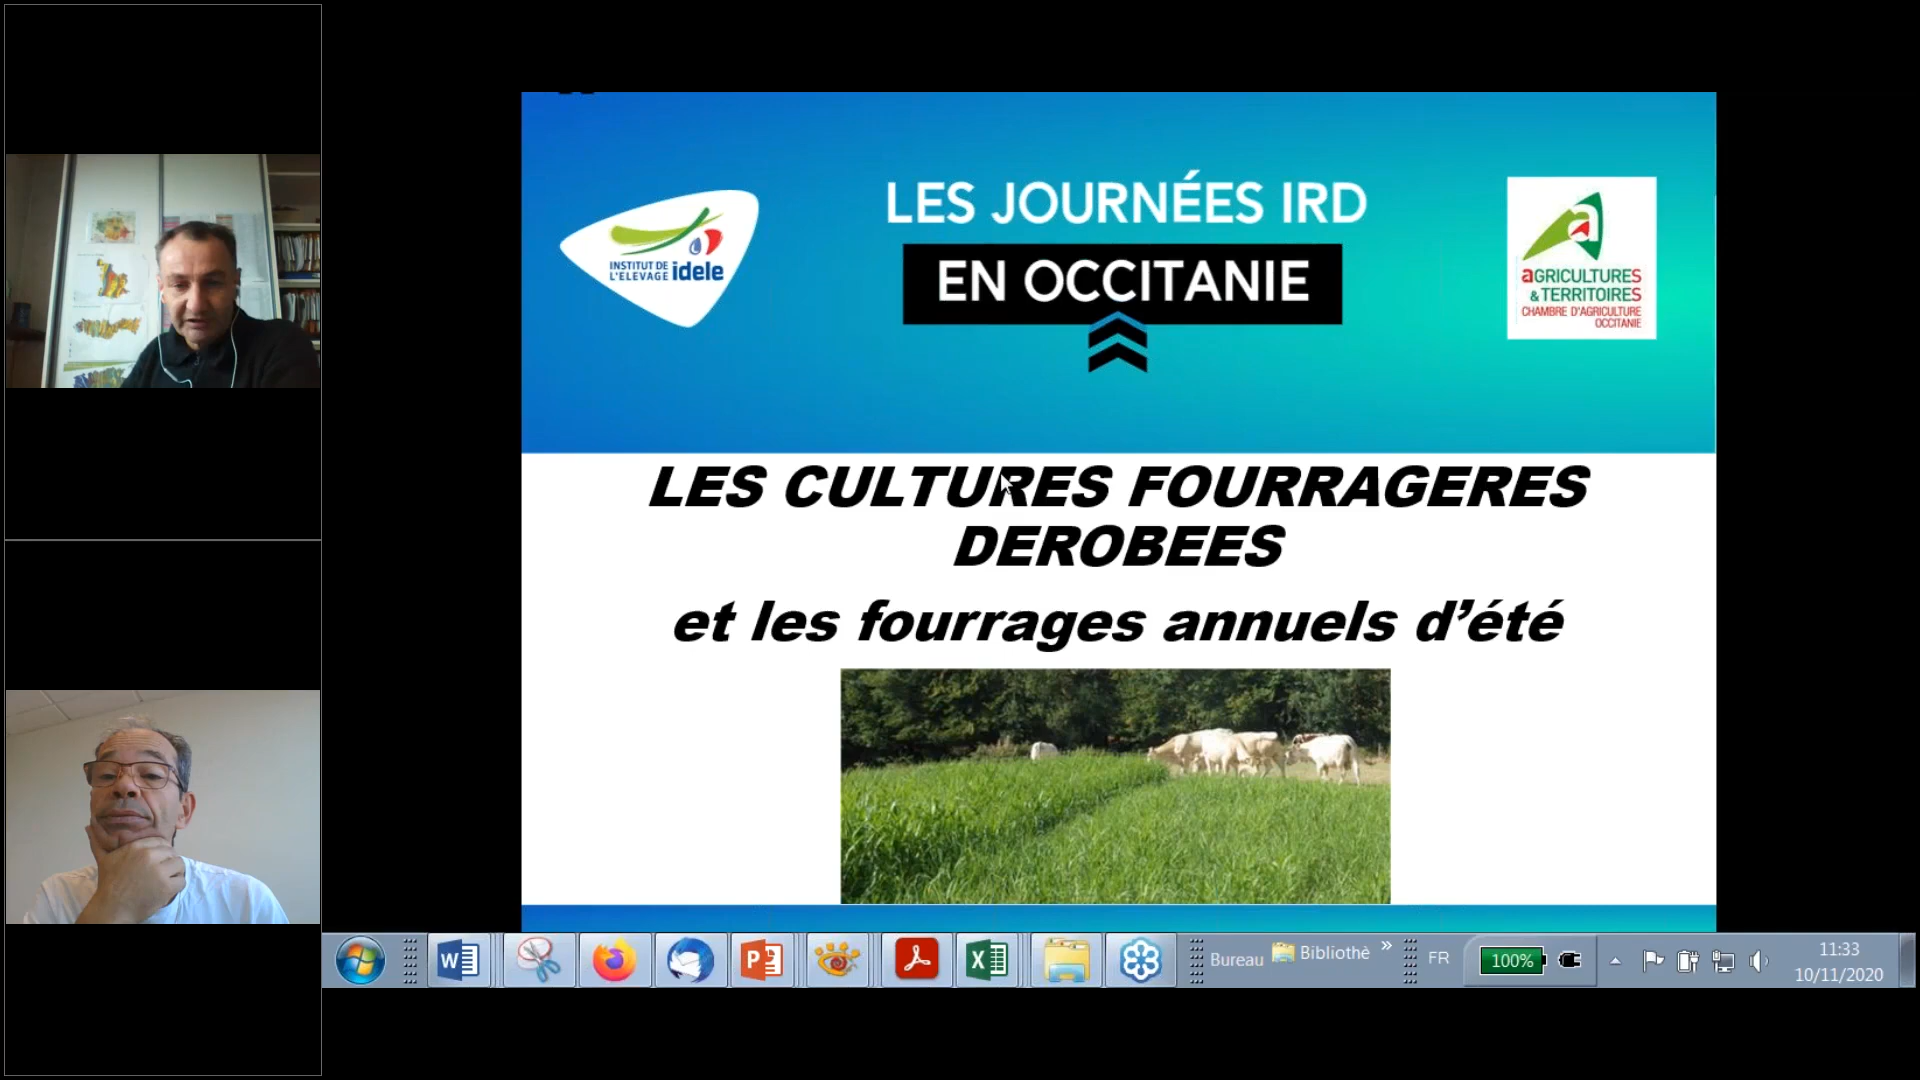 LES JOURNÉES IRD
EN OCCITANIE
INSTITUT DE
L'ELEVAGE idele
aGRICULTURES
& TERRITOIRES
CHAMBRE D'AGRICULTURE
OCCITANIE
LES CULTURES FOURRAGERES
DEROBEES
et les fourrages annuels d'été
Bureau
Bibliothè
»
FR
100%
11:33
10/11/2020